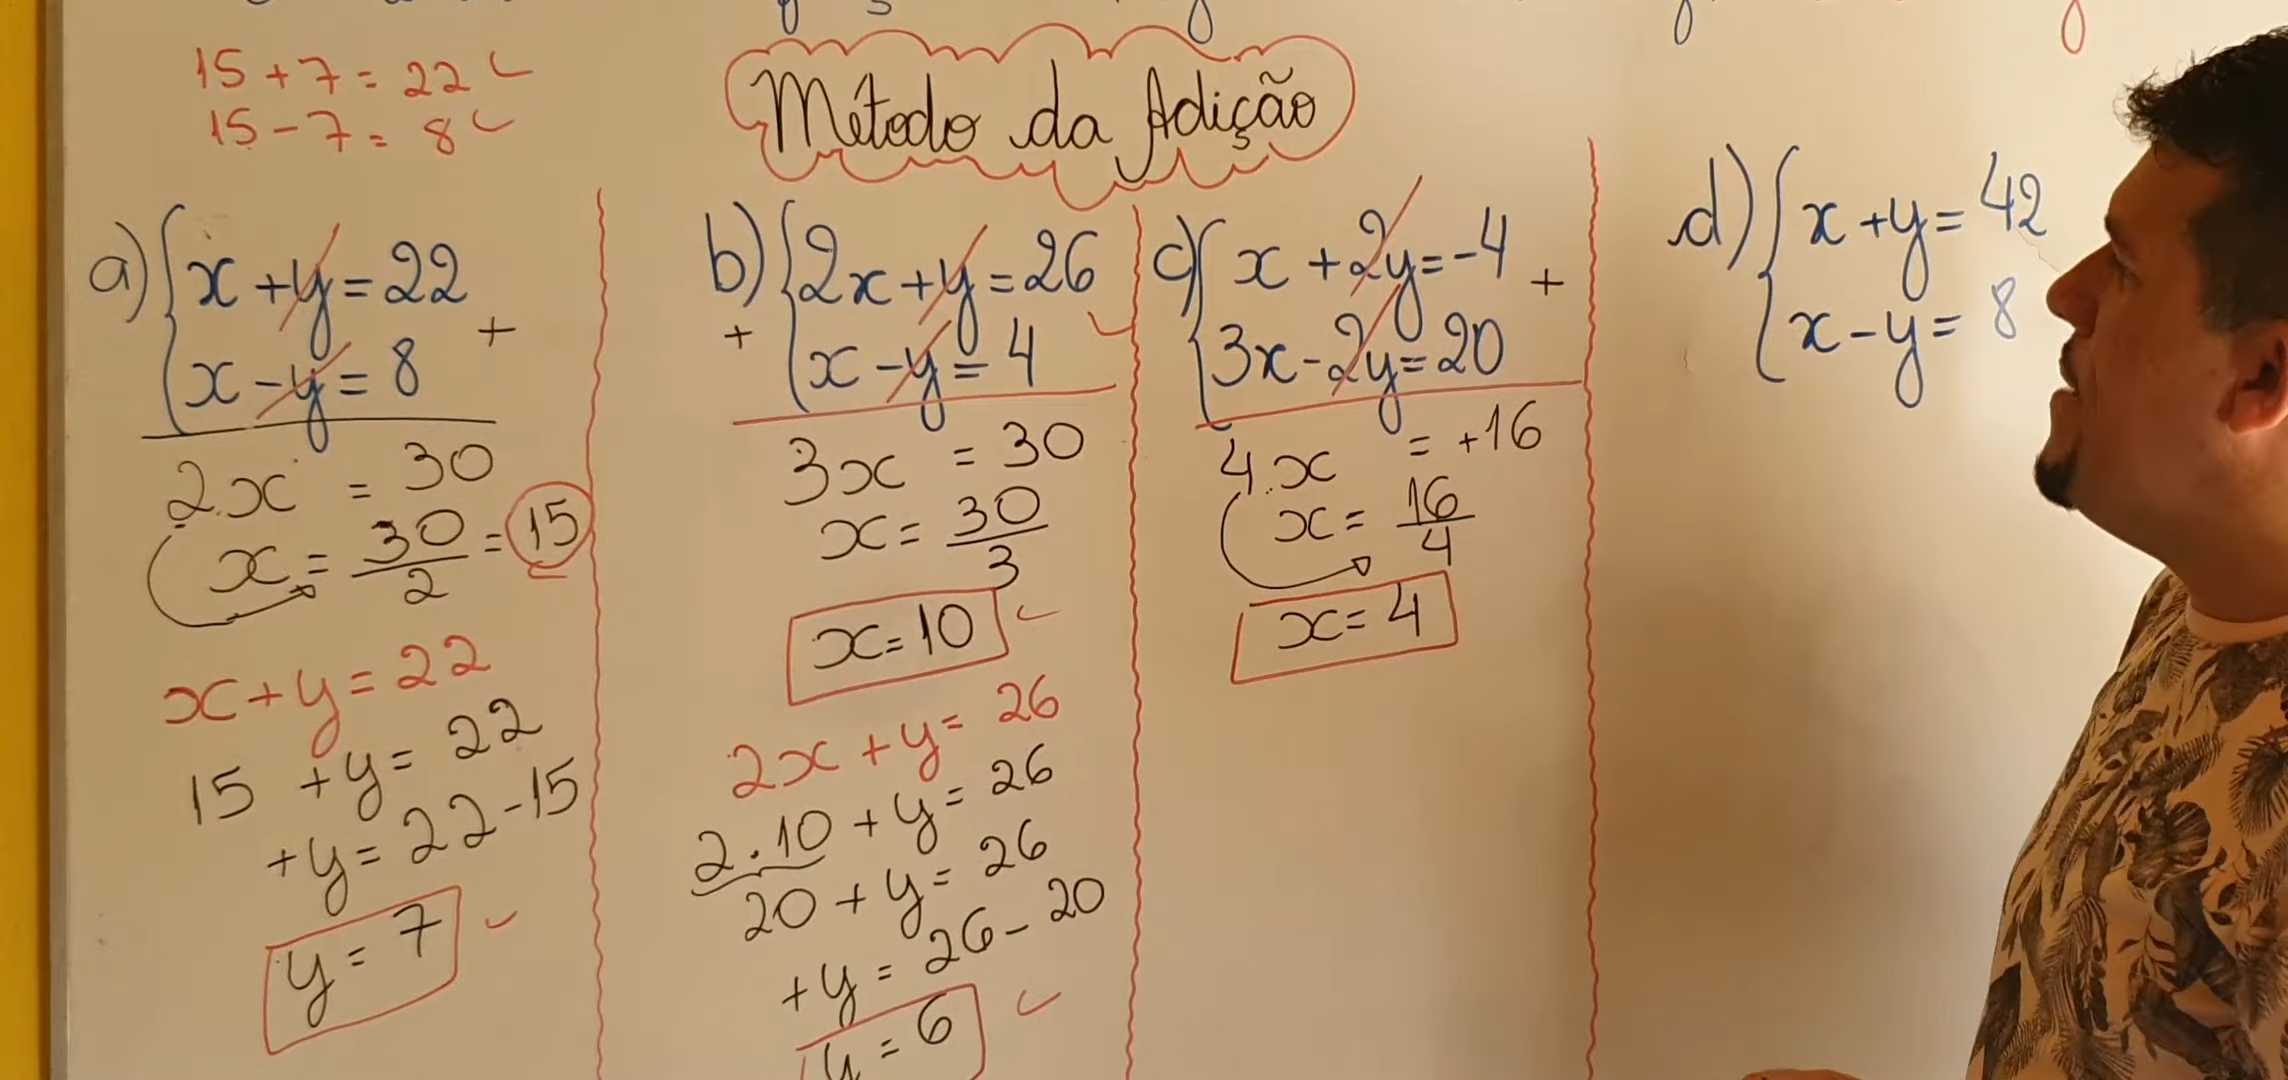 15 + 7 = 22
15 - 7 = 8
Método da Adição
a) { x + y = 22
x - y = 8 +
2x = 30
x = 30/2 = 15
x + y = 22
15 + y = 22
+y = 22 - 15
y = 7
b) { 2x + y = 26
+ x - y = 4
3x = 30
x = 30/3
x = 10
2x + y = 26
2 . 10 + y = 26
20 + y = 26
+y = 26 - 20
y = 6
c) { x + 2y = -4 +
3x - 2y = 20
4.x = +16
x = 16/4
x = 4
d) { x + y = 42
x - y = 8